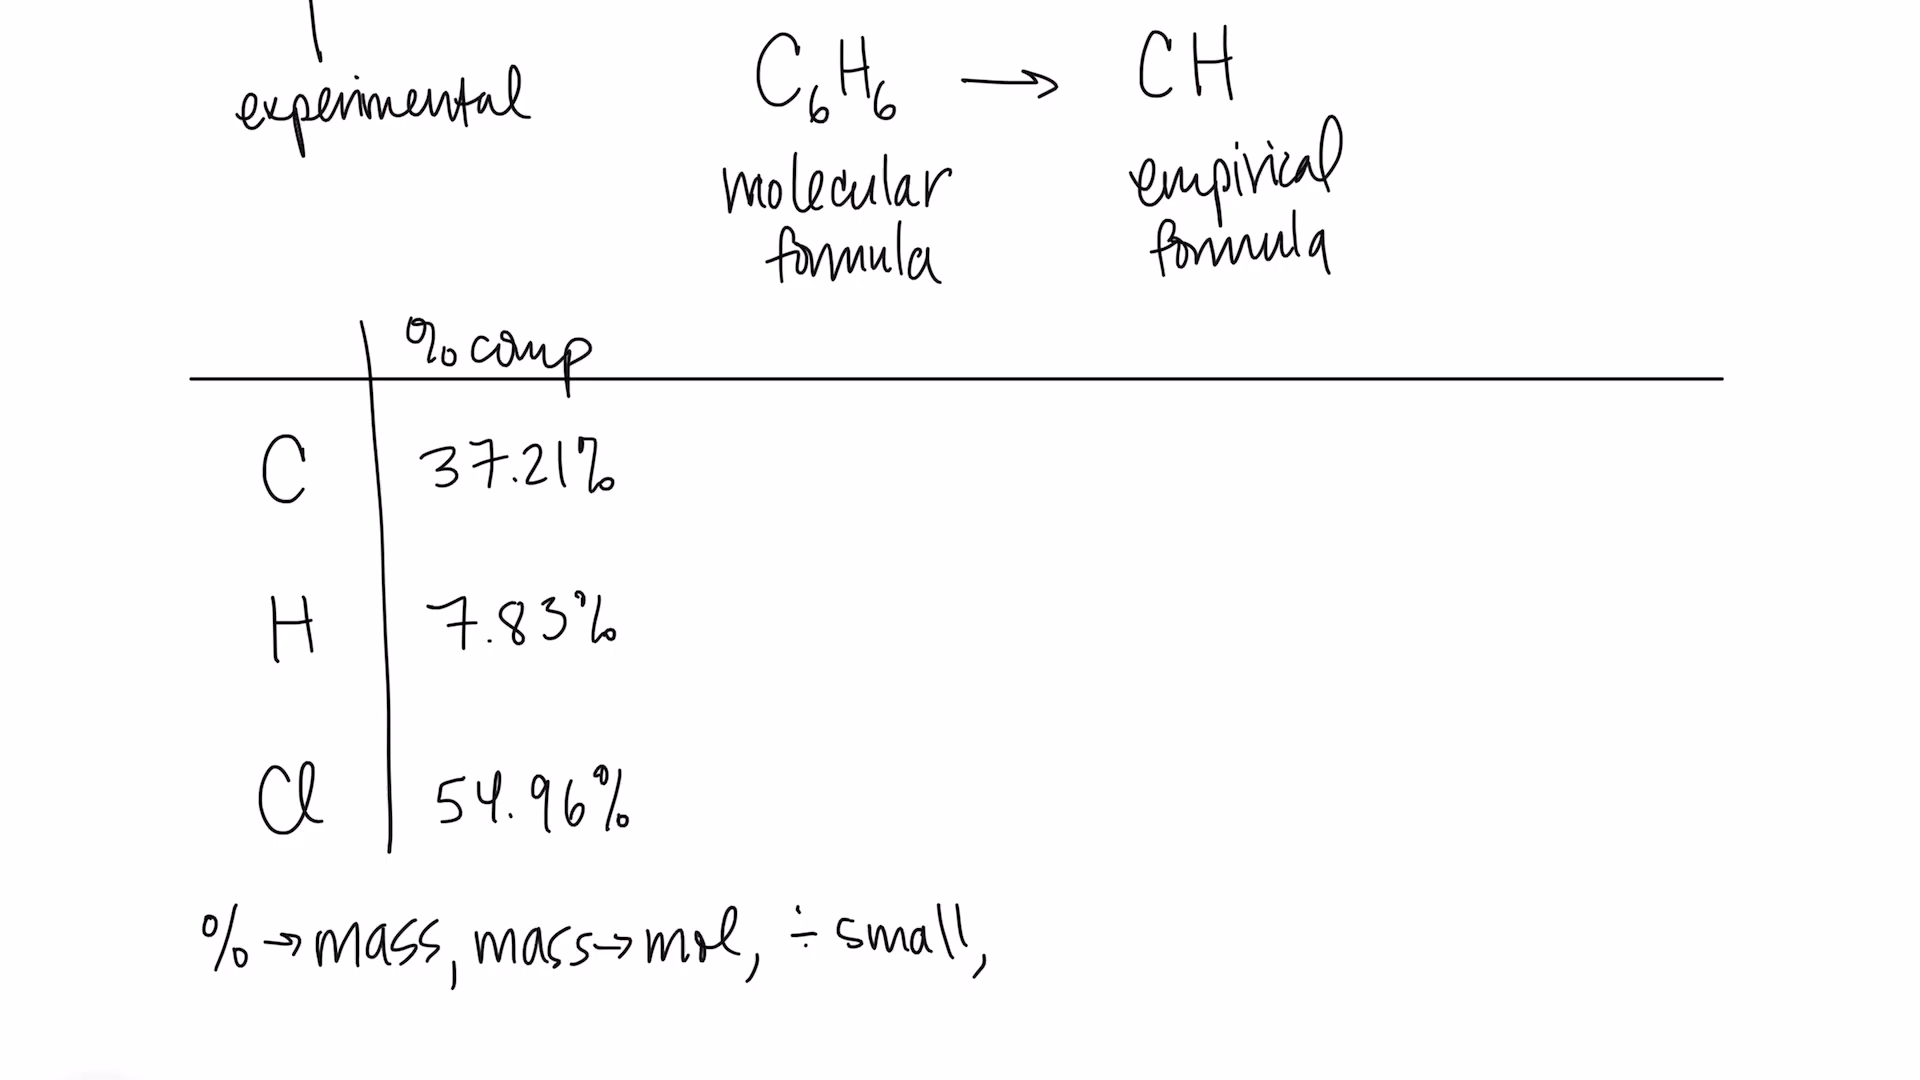 experimental
C₆H₆ → CH
molecular formula
empirical formula
% comp
C 37.21%
H 7.83%
Cl 54.96%
% → mass, mass → mol, ÷ small,